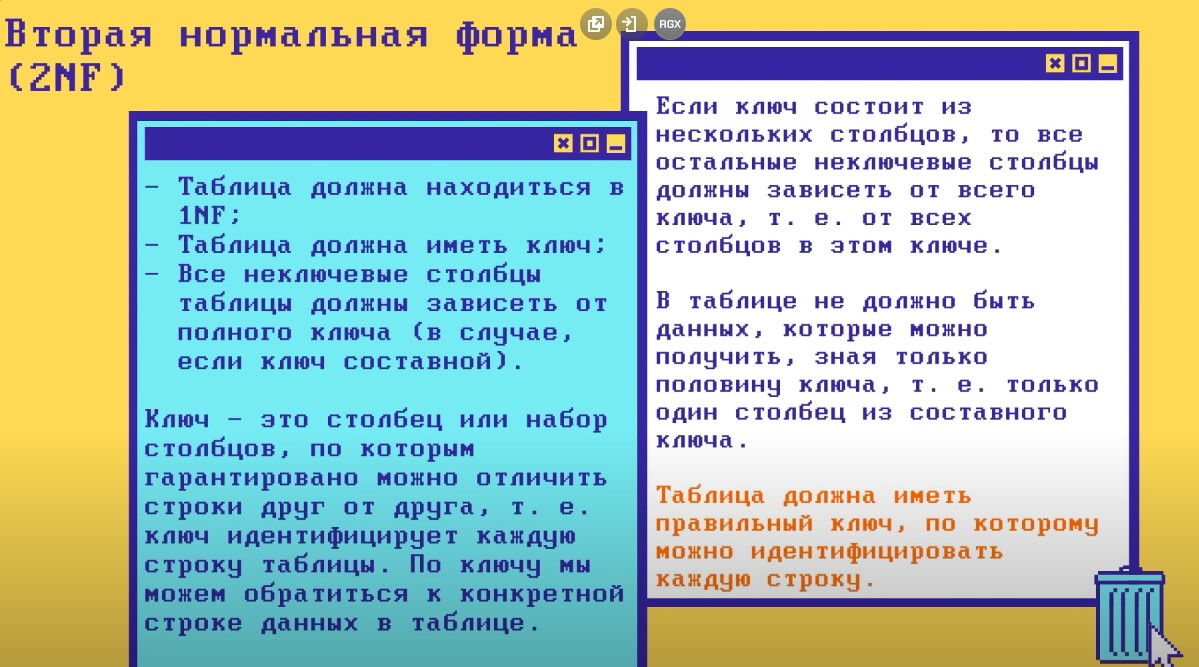 Вторая нормальная форма
(2NF)
RGX
- Таблица должна находиться в
1NF;
- Таблица должна иметь ключ;
- Все неключевые столбцы
таблицы должны зависеть от
полного ключа (в случае,
если ключ составной).
Ключ - это столбец или набор
столбцов, по которым
гарантировано можно отличить
строки друг от друга, т. е.
ключ идентифицирует каждую
строку таблицы. По ключу мы
можем обратиться к конкретной
строке данных в таблице.
Если ключ состоит из
нескольких столбцов, то все
остальные неключевые столбцы
должны зависеть от всего
ключа, т. е. от всех
столбцов в этом ключе.
В таблице не должно быть
данных, которые можно
получить, зная только
половину ключа, т. е. только
один столбец из составного
ключа.
Таблица должна иметь
правильный ключ, по которому
можно идентифицировать
каждую строку.